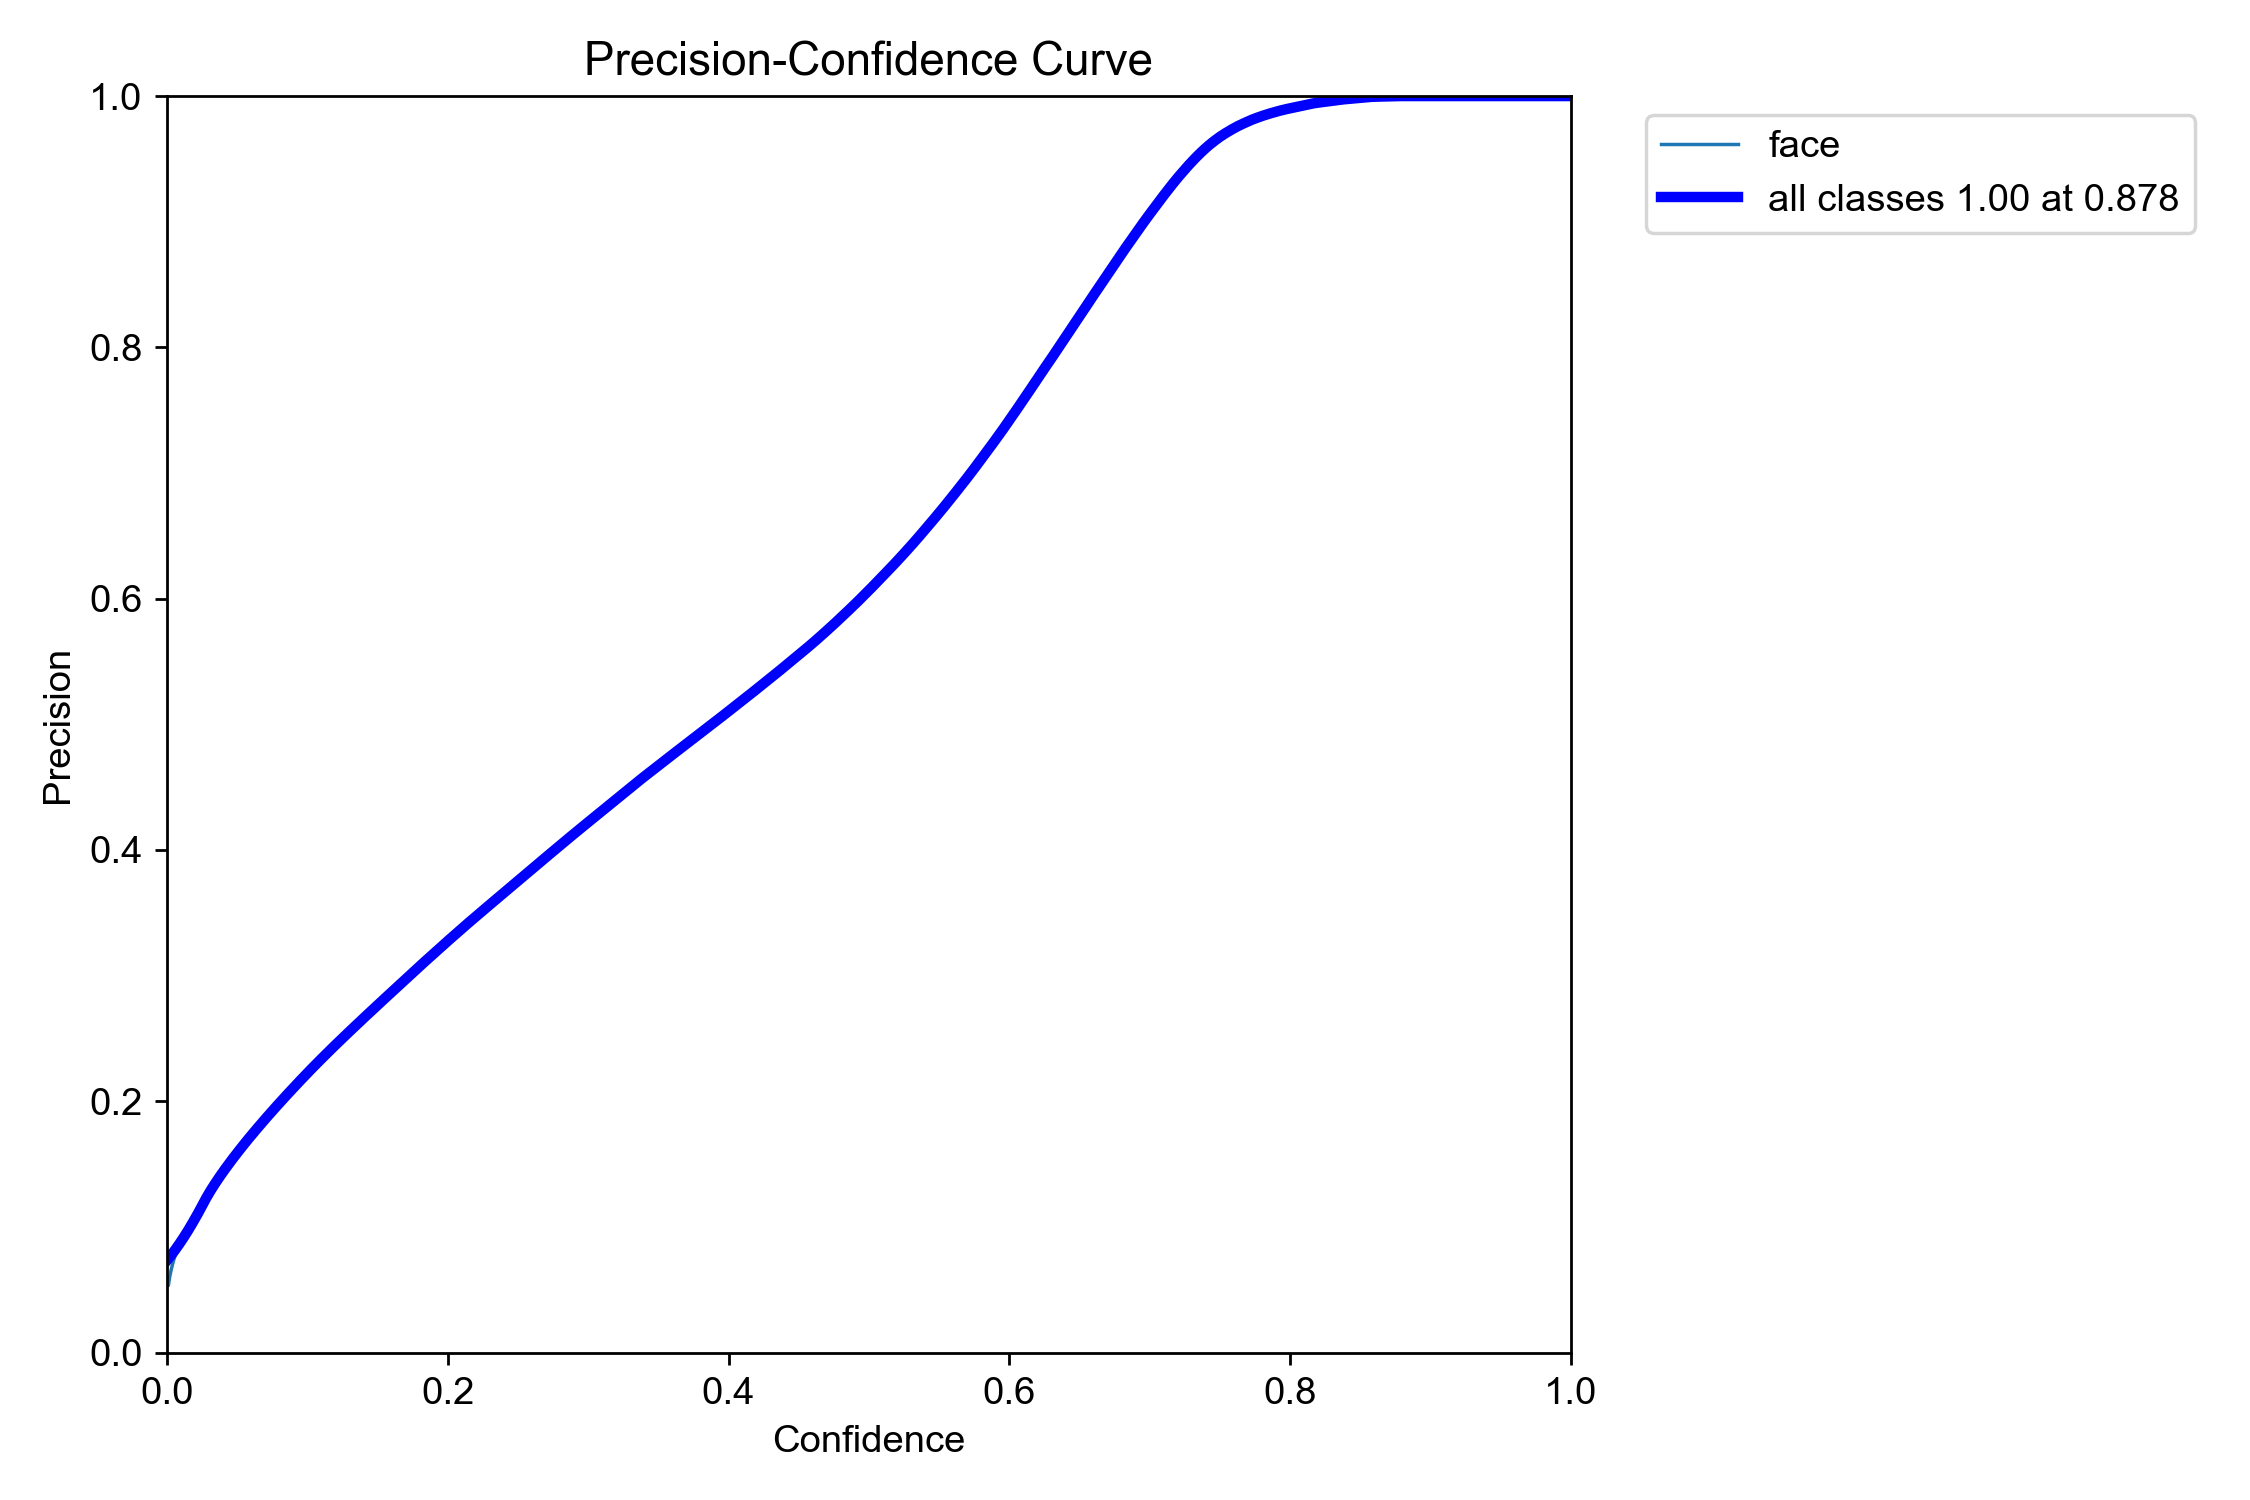 Precision-Confidence Curve
1.0
0.8
0.6
0.4
0.2
0.0
Precision
0.0 0.2 0.4 0.6 0.8 1.0
Confidence
face
all classes 1.00 at 0.878